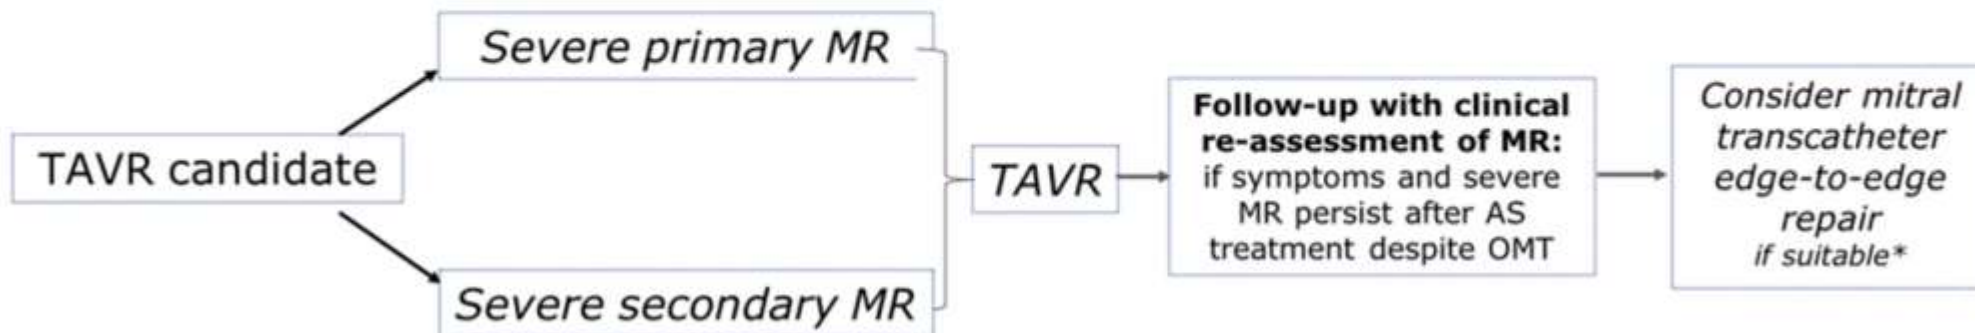 TAVR candidate
Severe primary MR
Severe secondary MR
TAVR
Follow-up with clinical
re-assessment of MR:
if symptoms and severe
MR persist after AS
treatment despite OMT
Consider mitral
transcatheter
edge-to-edge
repair
if suitable*